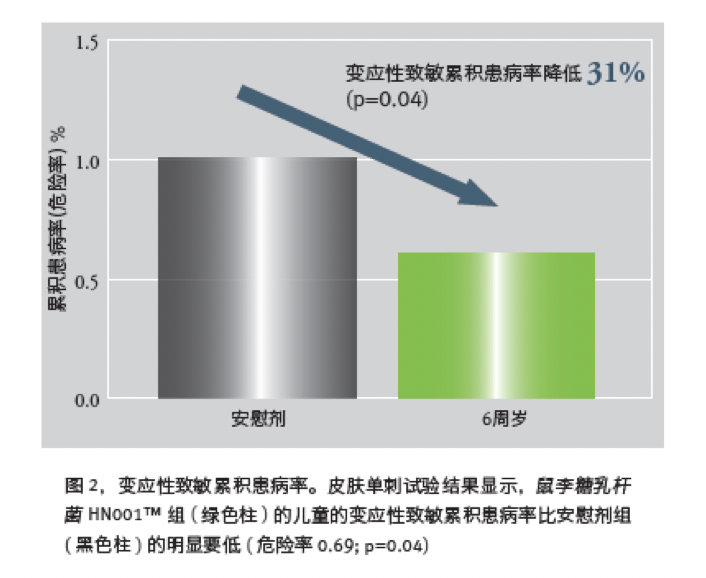 1.5
变应性致敏累积患病率降低 31%
(p=0.04)
累积患病率(危险率) %
1.0
0.5
0.0
安慰剂
6周岁
图 2，变应性致敏累积患病率。皮肤单刺试验结果显示，鼠李糖乳杆
菌 HN001™ 组 ( 绿色柱 ) 的儿童的变应性致敏累积患病率比安慰剂组
( 黑色柱 ) 的明显要低 ( 危险率 0.69; p=0.04)